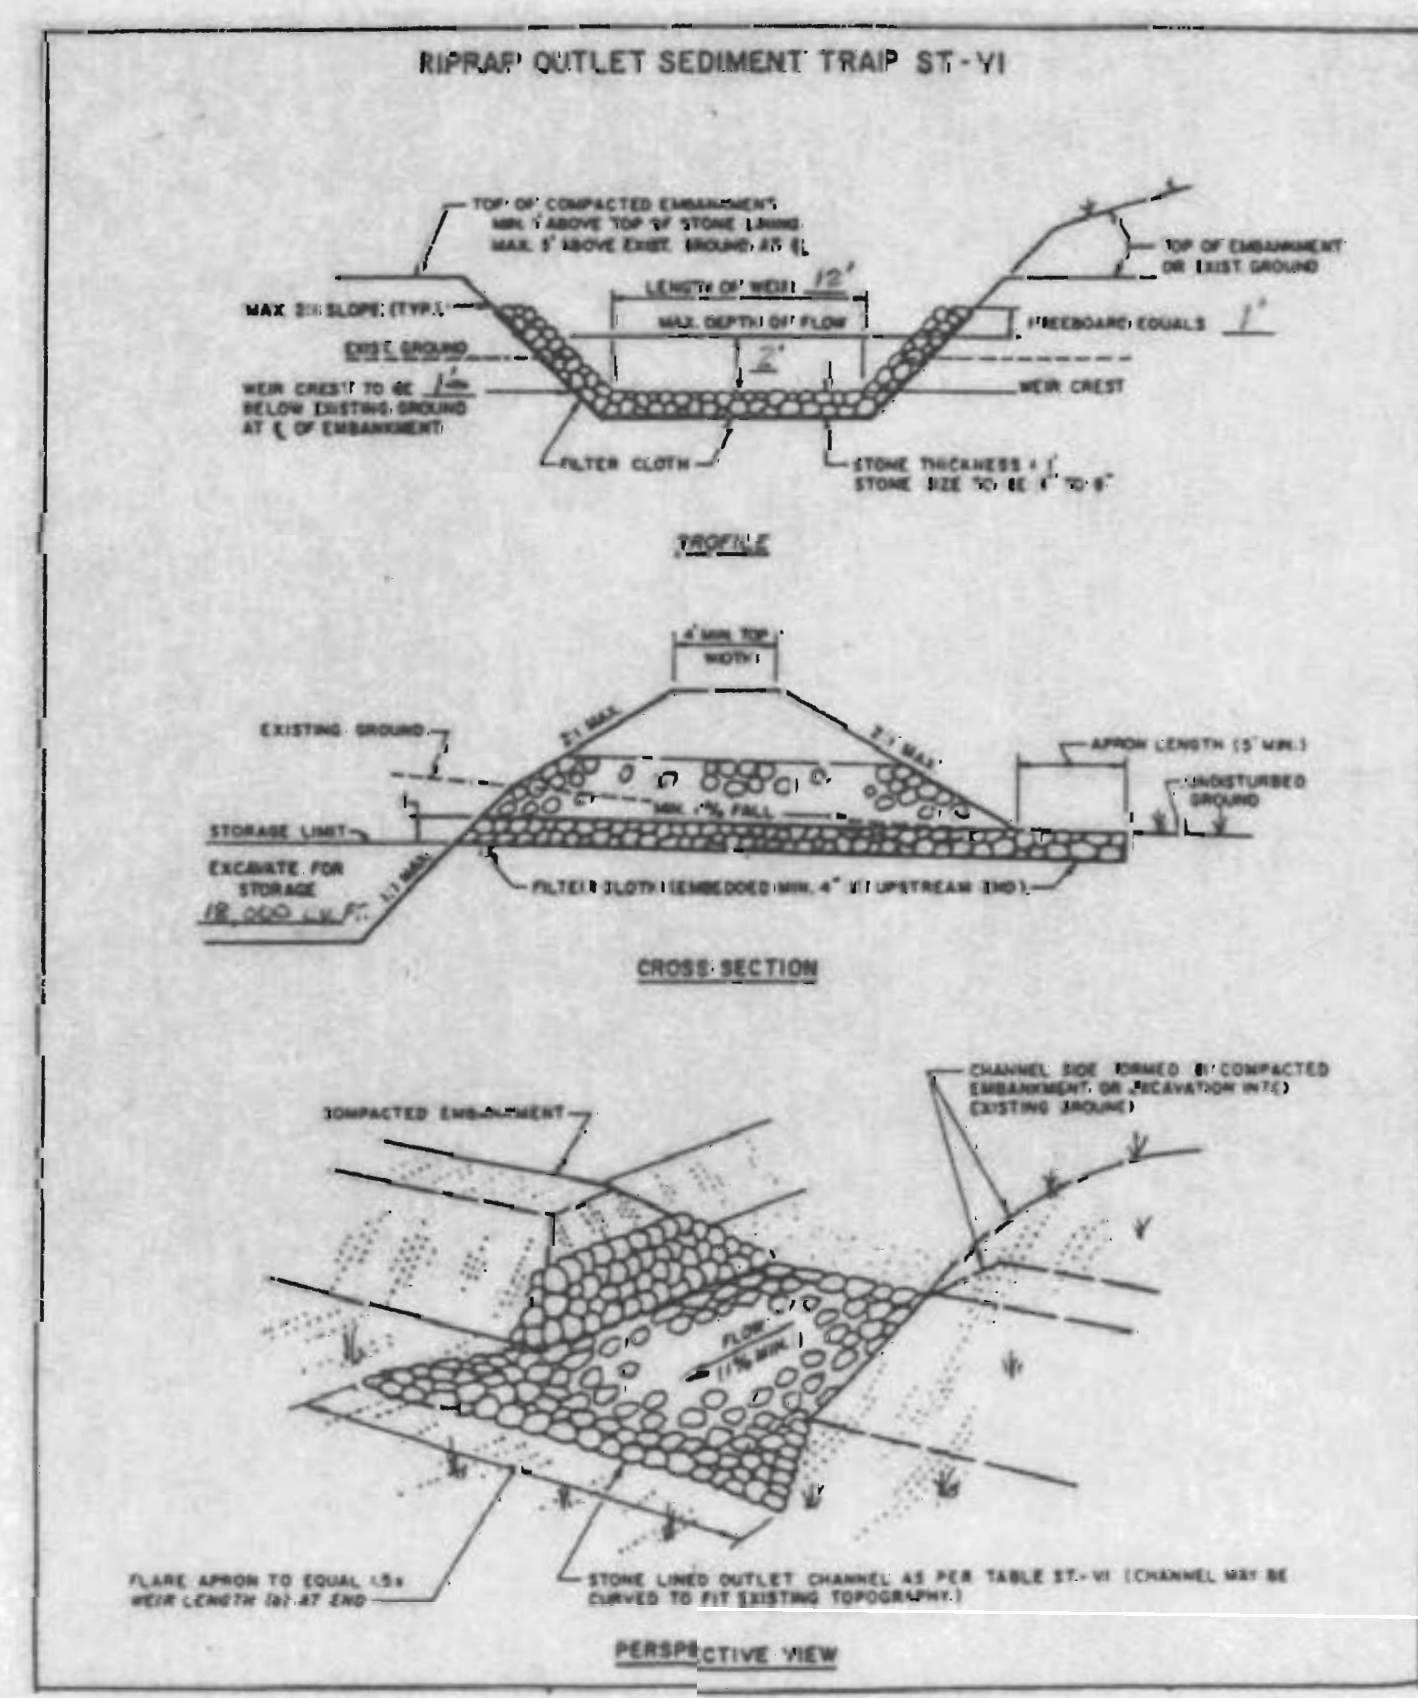 RIPRAP OUTLET SEDIMENT TRAP ST-VI
TOP OF COMPACTED EMBANKMENT
MIN. 1' ABOVE TOP OF STONE LINING
MAX. 5' ABOVE EXIST. GROUND AT ℄
TOP OF EMBANKMENT
OR EXIST. GROUND
LENGTH OF WEIR 12'
MAX 2:1 SLOPE (TYP.)
MAX. DEPTH OF FLOW
FREEBOARD EQUALS 1'
EXIST. GROUND
2'
WEIR CREST TO BE
BELOW EXISTING GROUND
AT ℄ OF EMBANKMENT
WEIR CREST
FILTER CLOTH
STONE THICKNESS = 1'
STONE SIZE TO BE 4" TO 8"
PROFILE
4' MIN. TOP
WIDTH
EXISTING GROUND
2:1 MAX.
2:1 MAX.
APRON LENGTH (5' MIN.)
UNDISTURBED
GROUND
MIN. 1% FALL
STORAGE LIMIT
EXCAVATE FOR
STORAGE
18,000 CU. FT.
1:1 MAX.
FILTER CLOTH (EMBEDDED MIN. 4" AT UPSTREAM END)
CROSS-SECTION
CHANNEL SIDE FORMED BY COMPACTED
EMBANKMENT OR EXCAVATION INTO
EXISTING GROUND
COMPACTED EMBANKMENT
FLOW
(1% MIN.)
FLARE APRON TO EQUAL 1.5x
WEIR LENGTH (b) AT END
STONE LINED OUTLET CHANNEL AS PER TABLE ST.-VI (CHANNEL MAY BE
CURVED TO FIT EXISTING TOPOGRAPHY.)
PERSPECTIVE VIEW